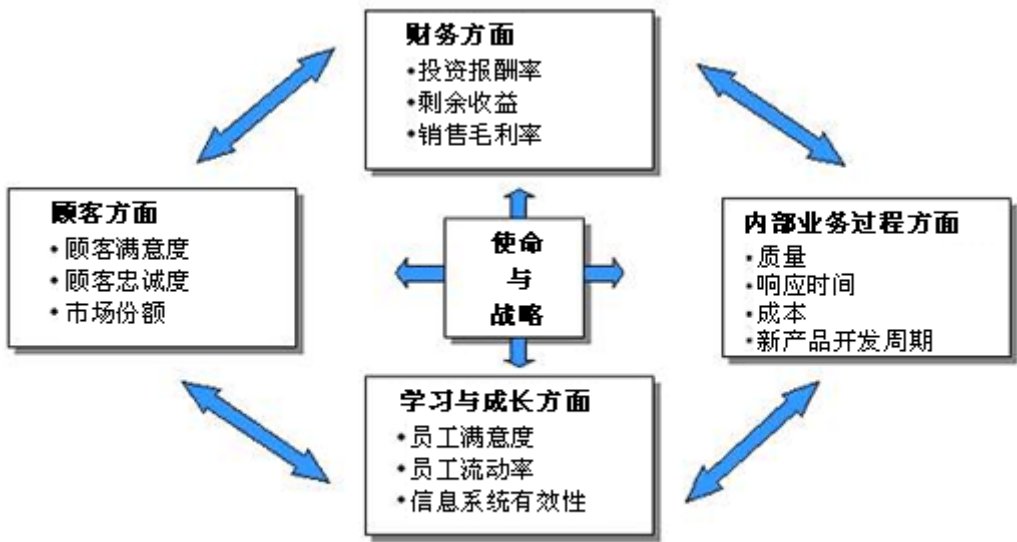 财务方面
•投资报酬率
•剩余收益
•销售毛利率
顾客方面
•顾客满意度
•顾客忠诚度
•市场份额
使命
与
战略
内部业务过程方面
•质量
•响应时间
•成本
•新产品开发周期
学习与成长方面
•员工满意度
•员工流动率
•信息系统有效性